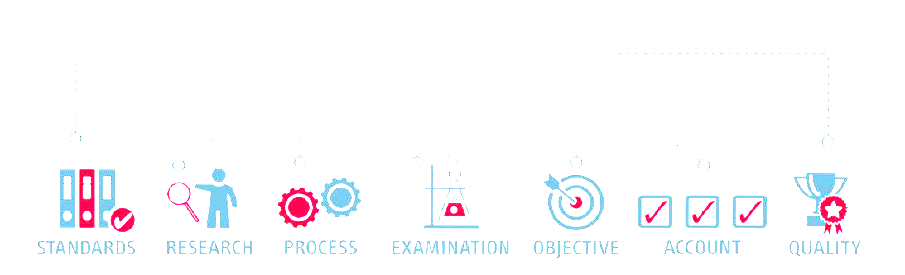 STANDARDS RESEARCH PROCESS EXAMINATION OBJECTIVE ACCOUNT QUALITY